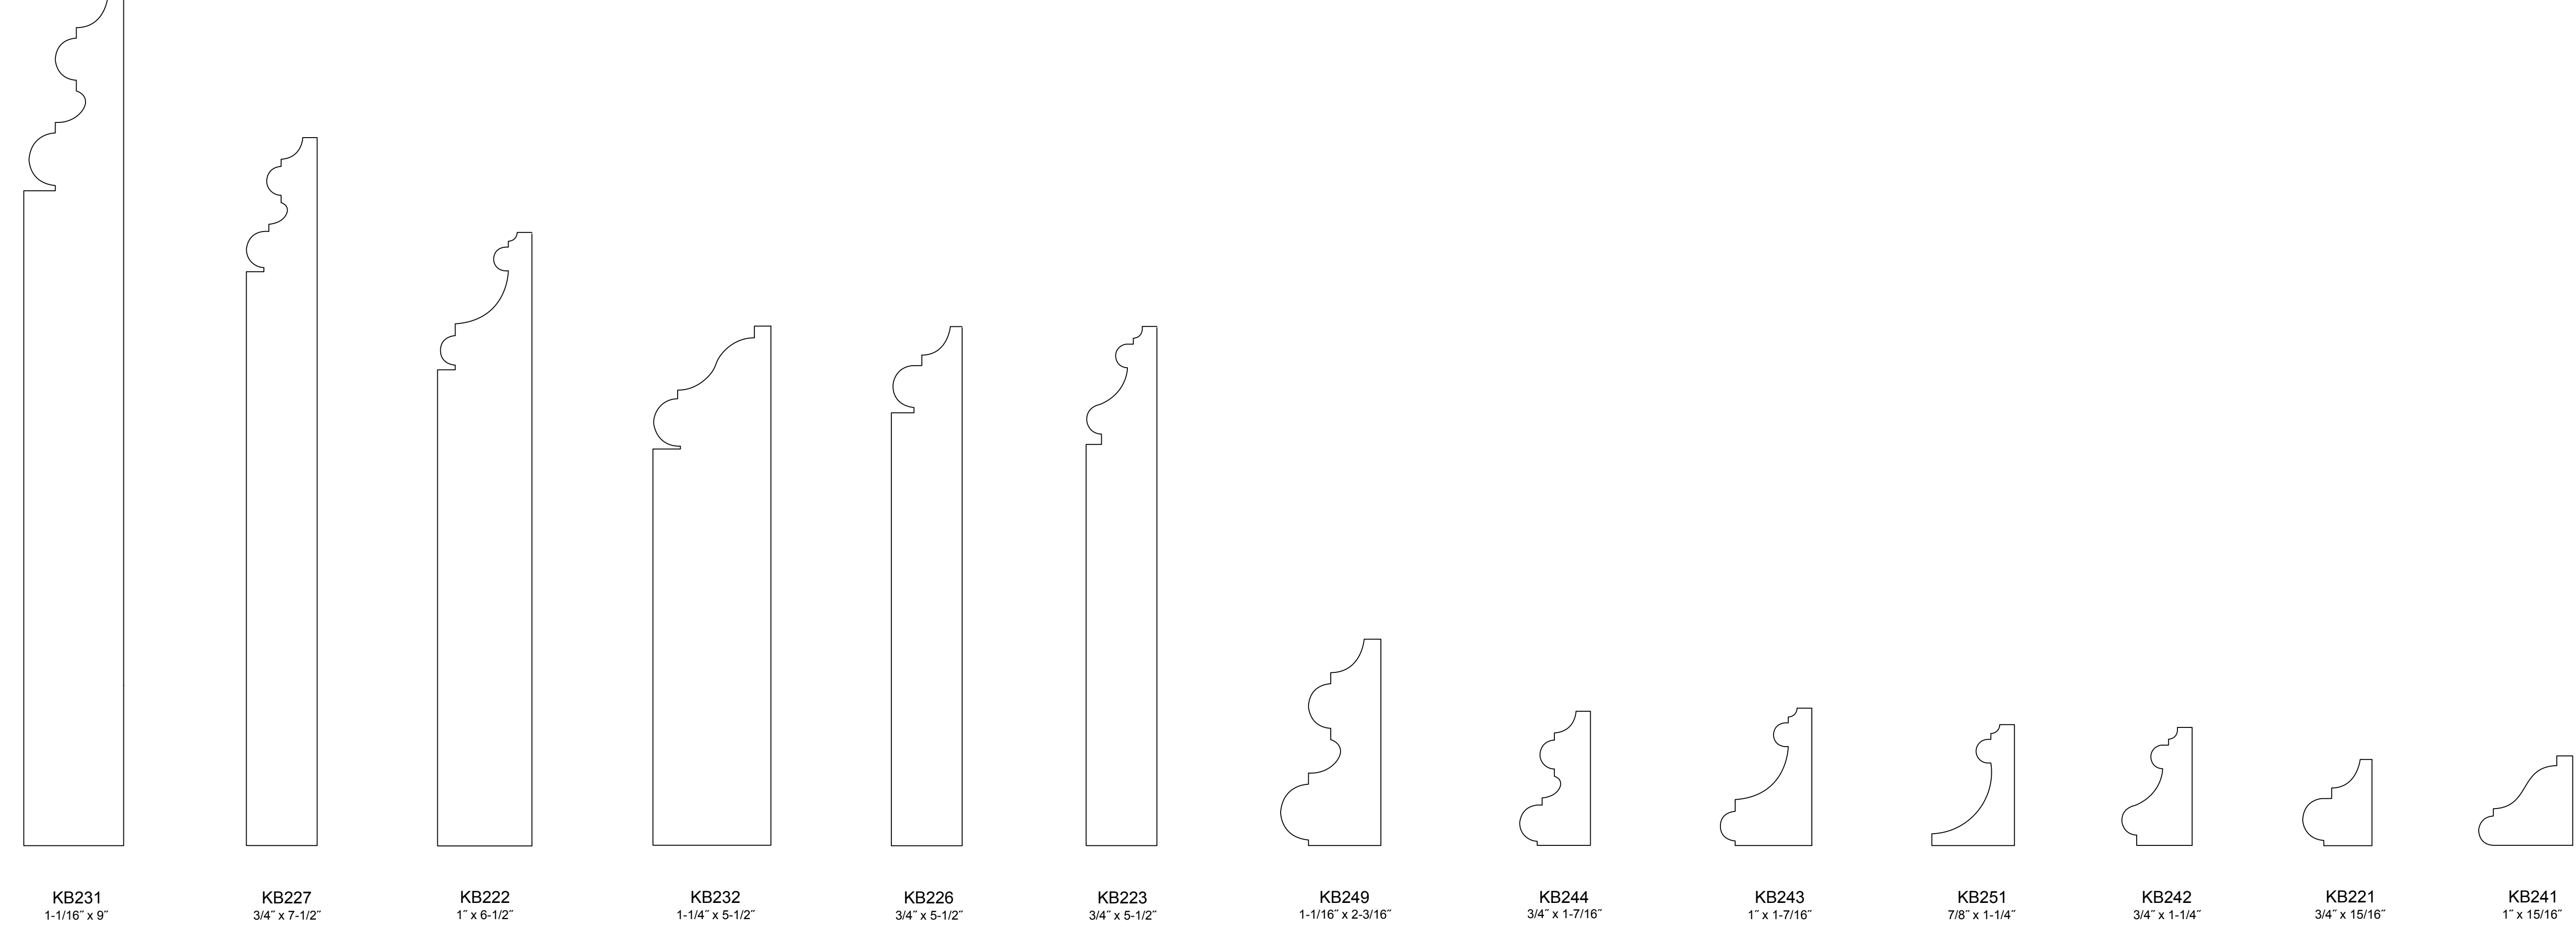 KB231
1-1/16″ x 9″
KB227
3/4″ x 7-1/2″
KB222
1″ x 6-1/2″
KB232
1-1/4″ x 5-1/2″
KB226
3/4″ x 5-1/2″
KB223
3/4″ x 5-1/2″
KB249
1-1/16″ x 2-3/16″
KB244
3/4″ x 1-7/16″
KB243
1″ x 1-7/16″
KB251
7/8″ x 1-1/4″
KB242
3/4″ x 1-1/4″
KB221
3/4″ x 15/16″
KB241
1″ x 15/16″